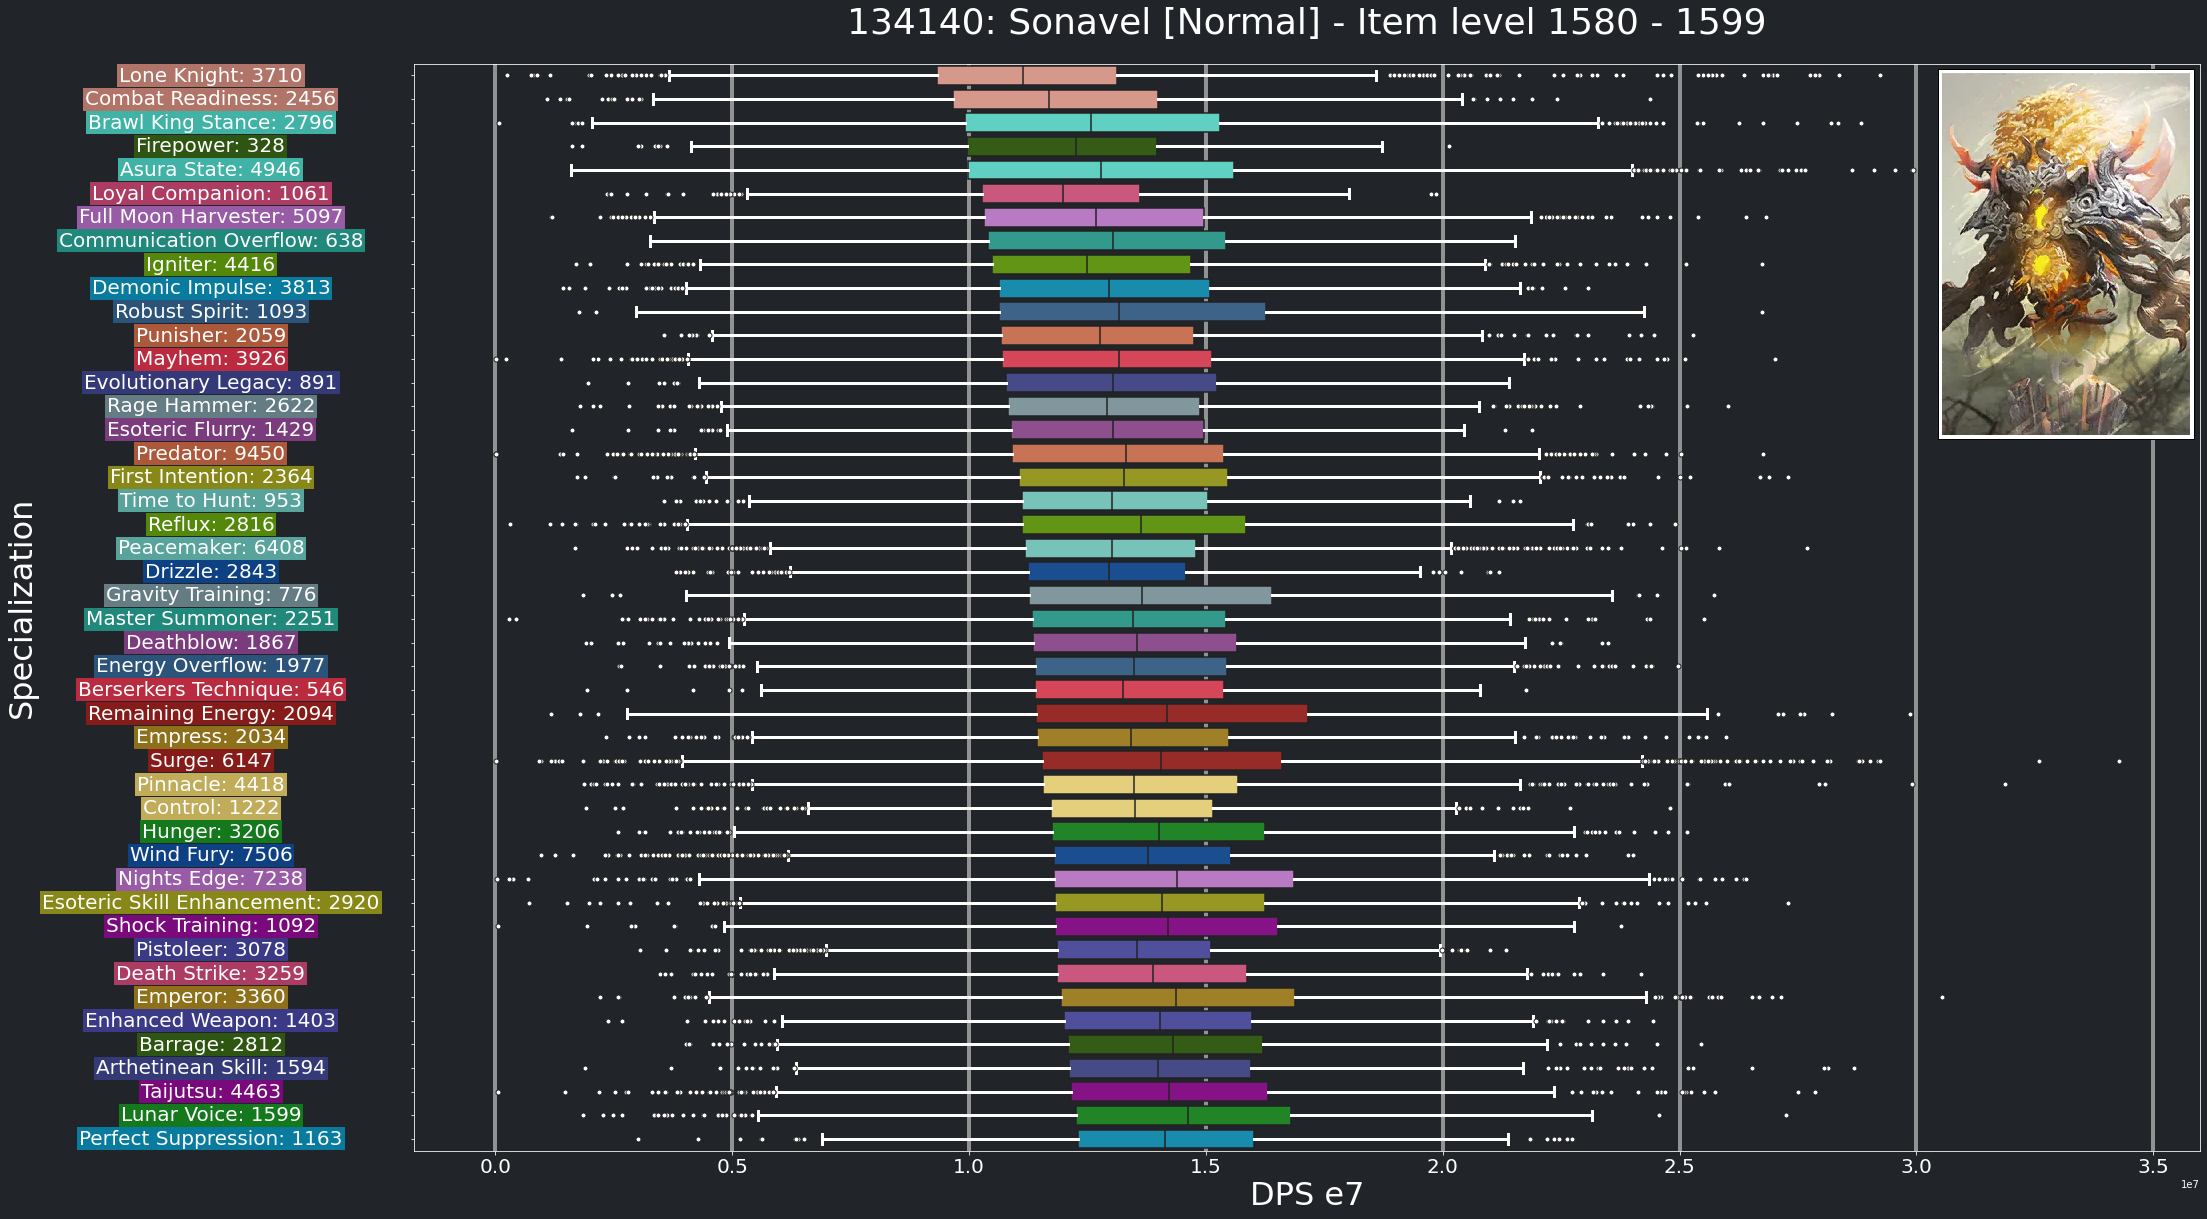 134140: Sonavel [Normal] - Item level 1580 - 1599
Specialization
Lone Knight: 3710
Combat Readiness: 2456
Brawl King Stance: 2796
Firepower: 328
Asura State: 4946
Loyal Companion: 1061
Full Moon Harvester: 5097
Communication Overflow: 638
Igniter: 4416
Demonic Impulse: 3813
Robust Spirit: 1093
Punisher: 2059
Mayhem: 3926
Evolutionary Legacy: 891
Rage Hammer: 2622
Esoteric Flurry: 1429
Predator: 9450
First Intention: 2364
Time to Hunt: 953
Reflux: 2816
Peacemaker: 6408
Drizzle: 2843
Gravity Training: 776
Master Summoner: 2251
Deathblow: 1867
Energy Overflow: 1977
Berserkers Technique: 546
Remaining Energy: 2094
Empress: 2034
Surge: 6147
Pinnacle: 4418
Control: 1222
Hunger: 3206
Wind Fury: 7506
Nights Edge: 7238
Esoteric Skill Enhancement: 2920
Shock Training: 1092
Pistoleer: 3078
Death Strike: 3259
Emperor: 3360
Enhanced Weapon: 1403
Barrage: 2812
Arthetinean Skill: 1594
Taijutsu: 4463
Lunar Voice: 1599
Perfect Suppression: 1163
0.0 0.5 1.0 1.5 2.0 2.5 3.0 3.5
1e7
DPS e7